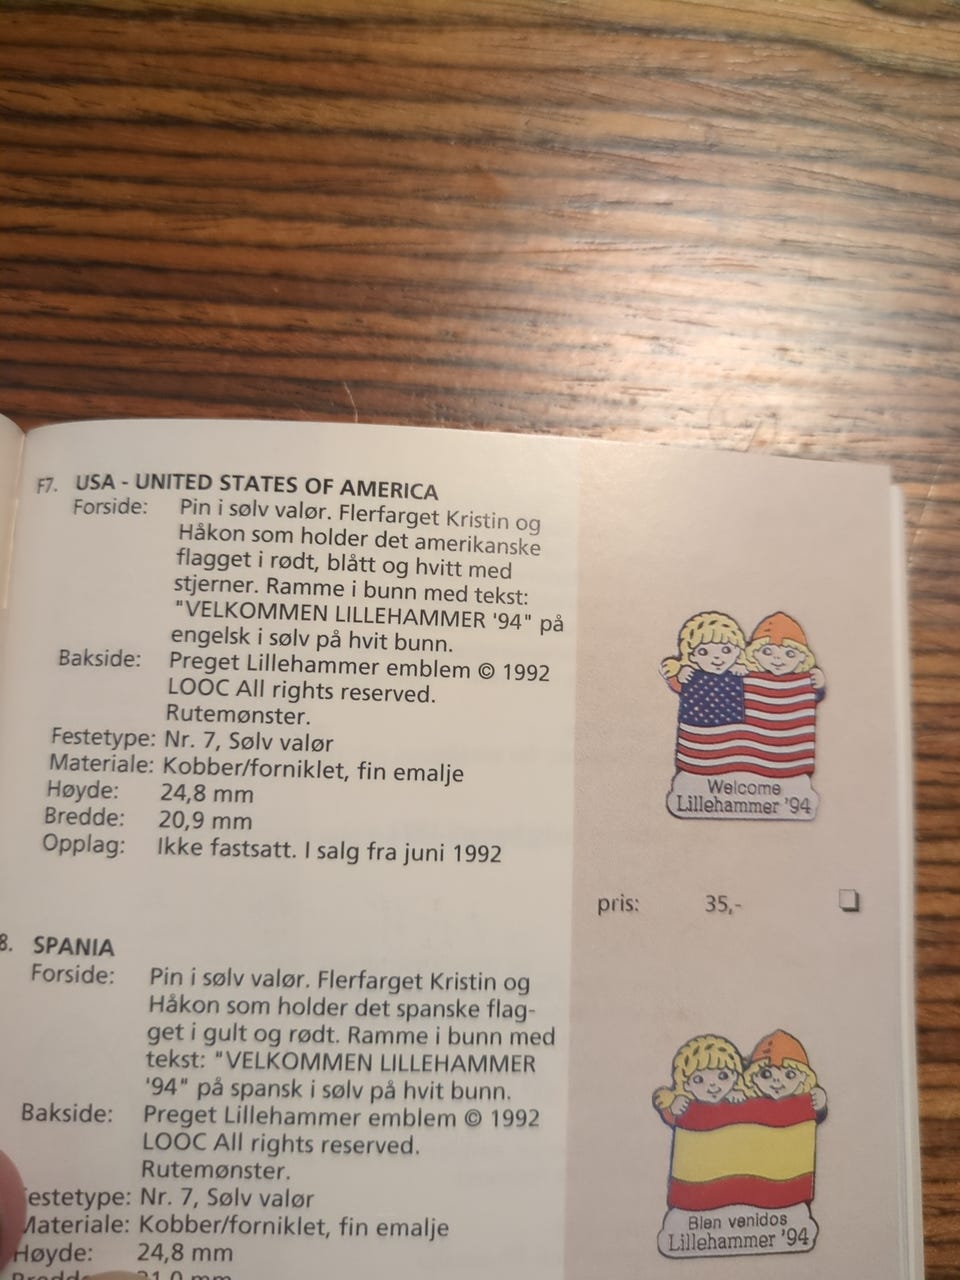 F7. USA - UNITED STATES OF AMERICA
Forside: Pin i sølv valør. Flerfarget Kristin og
Håkon som holder det amerikanske
flagget i rødt, blått og hvitt med
stjerner. Ramme i bunn med tekst:
"VELKOMMEN LILLEHAMMER '94" på
engelsk i sølv på hvit bunn.
Bakside: Preget Lillehammer emblem © 1992
LOOC All rights reserved.
Rutemønster.
Festetype: Nr. 7, Sølv valør
Materiale: Kobber/forniklet, fin emalje
Høyde: 24,8 mm
Bredde: 20,9 mm
Opplag: Ikke fastsatt. I salg fra juni 1992
Welcome
Lillehammer '94
pris: 35,-
8. SPANIA
Forside: Pin i sølv valør. Flerfarget Kristin og
Håkon som holder det spanske flag-
get i gult og rødt. Ramme i bunn med
tekst: "VELKOMMEN LILLEHAMMER
'94" på spansk i sølv på hvit bunn.
Bakside: Preget Lillehammer emblem © 1992
LOOC All rights reserved.
Rutemønster.
Festetype: Nr. 7, Sølv valør
Materiale: Kobber/forniklet, fin emalje
Høyde: 24,8 mm
Bredde: 21,0 mm
Bien venidos
Lillehammer '94